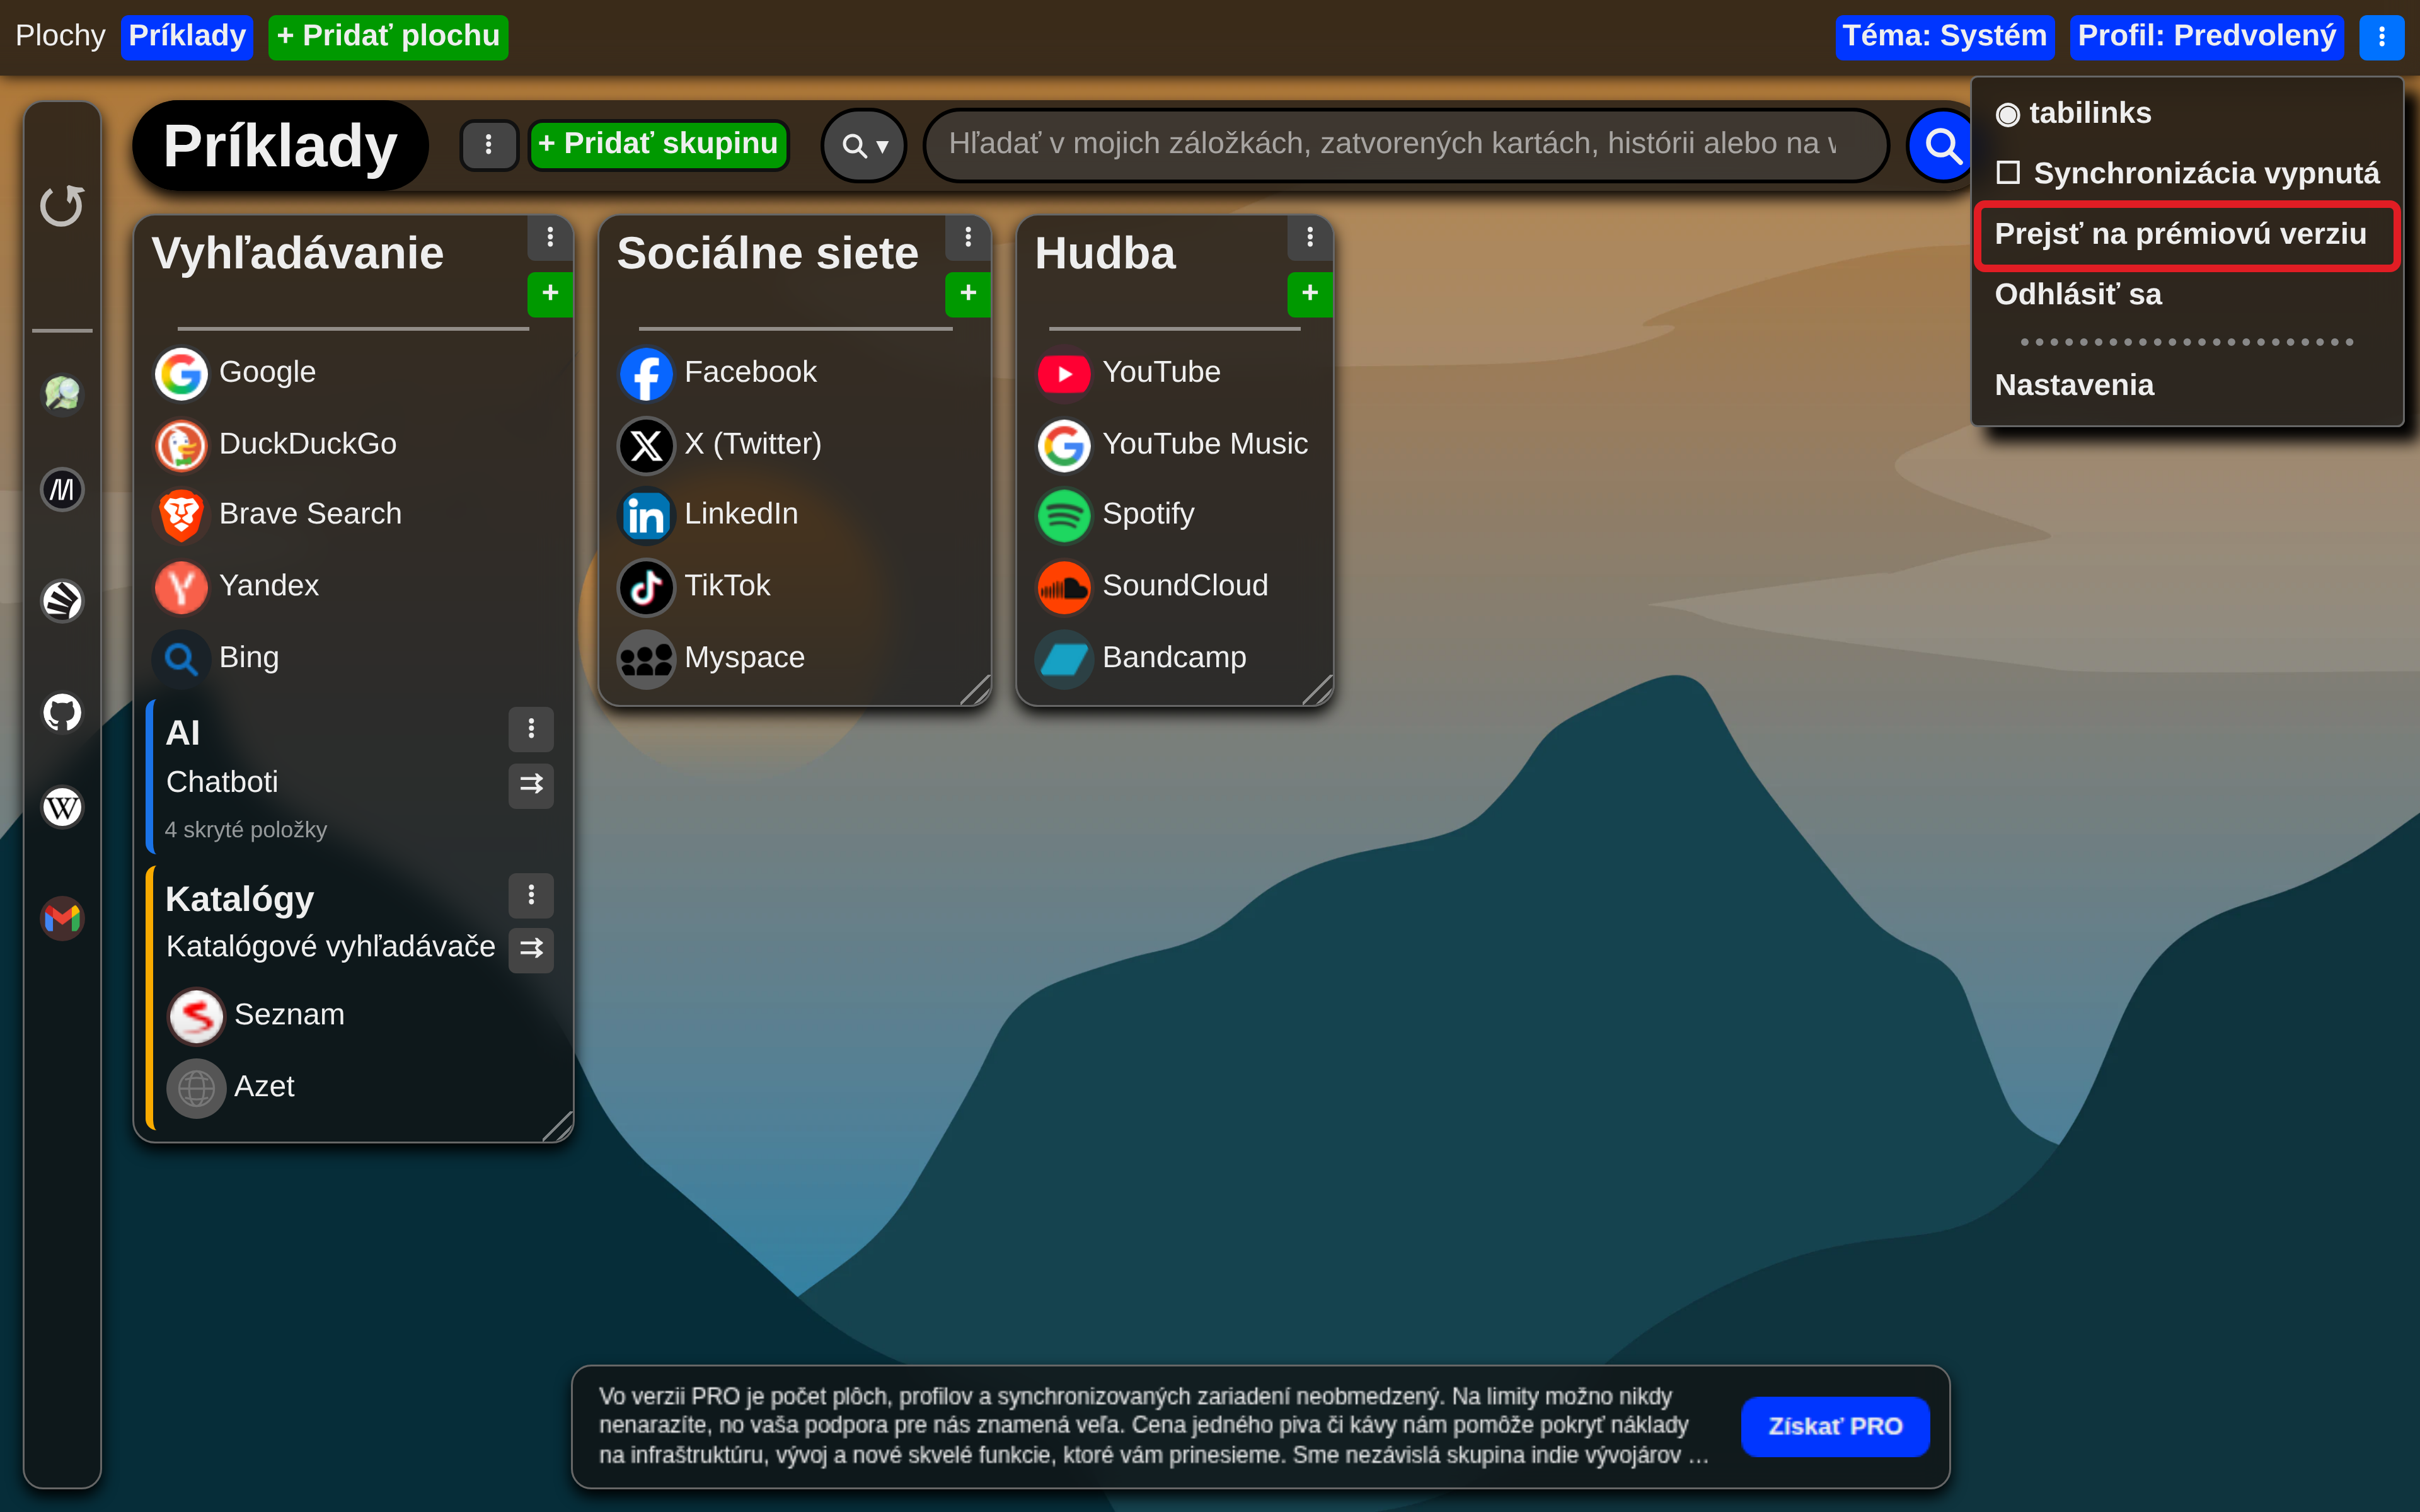 Plochy Príklady + Pridať plochu Téma: Systém Profil: Predvolený
◉ tabilinks
☐ Synchronizácia vypnutá
Prejsť na prémiovú verziu
Odhlásiť sa
Nastavenia
Príklady + Pridať skupinu Hľadať v mojich záložkách, zatvorených kartách, histórii alebo na v
Vyhľadávanie
+
Google
DuckDuckGo
Brave Search
Yandex
Bing
AI
Chatboti
4 skryté položky
Katalógy
Katalógové vyhľadávače
Seznam
Azet
Sociálne siete
+
Facebook
X (Twitter)
LinkedIn
TikTok
Myspace
Hudba
+
YouTube
YouTube Music
Spotify
SoundCloud
Bandcamp
Vo verzii PRO je počet plôch, profilov a synchronizovaných zariadení neobmedzený. Na limity možno nikdy
nenarazíte, no vaša podpora pre nás znamená veľa. Cena jedného piva či kávy nám pomôže pokryť náklady
na infraštruktúru, vývoj a nové skvelé funkcie, ktoré vám prinesieme. Sme nezávislá skupina indie vývojárov …
Získať PRO